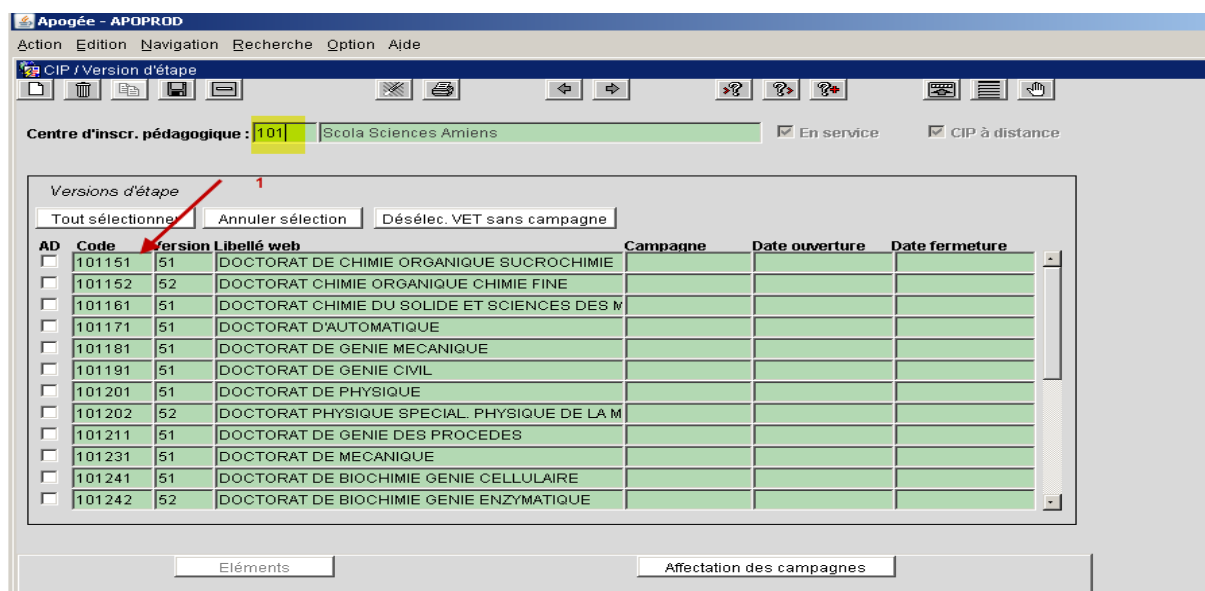 Apogée - APOPROD
Action Edition Navigation Recherche Option Aide
CIP / Version d'étape
Centre d'inscr. pédagogique : 101 Scola Sciences Amiens En service CIP à distance
Versions d'étape 1
Tout sélectionner Annuler sélection Désélec. VET sans campagne
AD Code Version Libellé web Campagne Date ouverture Date fermeture
101151 51 DOCTORAT DE CHIMIE ORGANIQUE SUCROCHIMIE
101152 52 DOCTORAT CHIMIE ORGANIQUE CHIMIE FINE
101161 51 DOCTORAT CHIMIE DU SOLIDE ET SCIENCES DES M
101171 51 DOCTORAT D'AUTOMATIQUE
101181 51 DOCTORAT DE GENIE MECANIQUE
101191 51 DOCTORAT DE GENIE CIVIL
101201 51 DOCTORAT DE PHYSIQUE
101202 52 DOCTORAT PHYSIQUE SPECIAL. PHYSIQUE DE LA M
101211 51 DOCTORAT DE GENIE DES PROCEDES
101231 51 DOCTORAT DE MECANIQUE
101241 51 DOCTORAT DE BIOCHIMIE GENIE CELLULAIRE
101242 52 DOCTORAT DE BIOCHIMIE GENIE ENZYMATIQUE
Eléments Affectation des campagnes